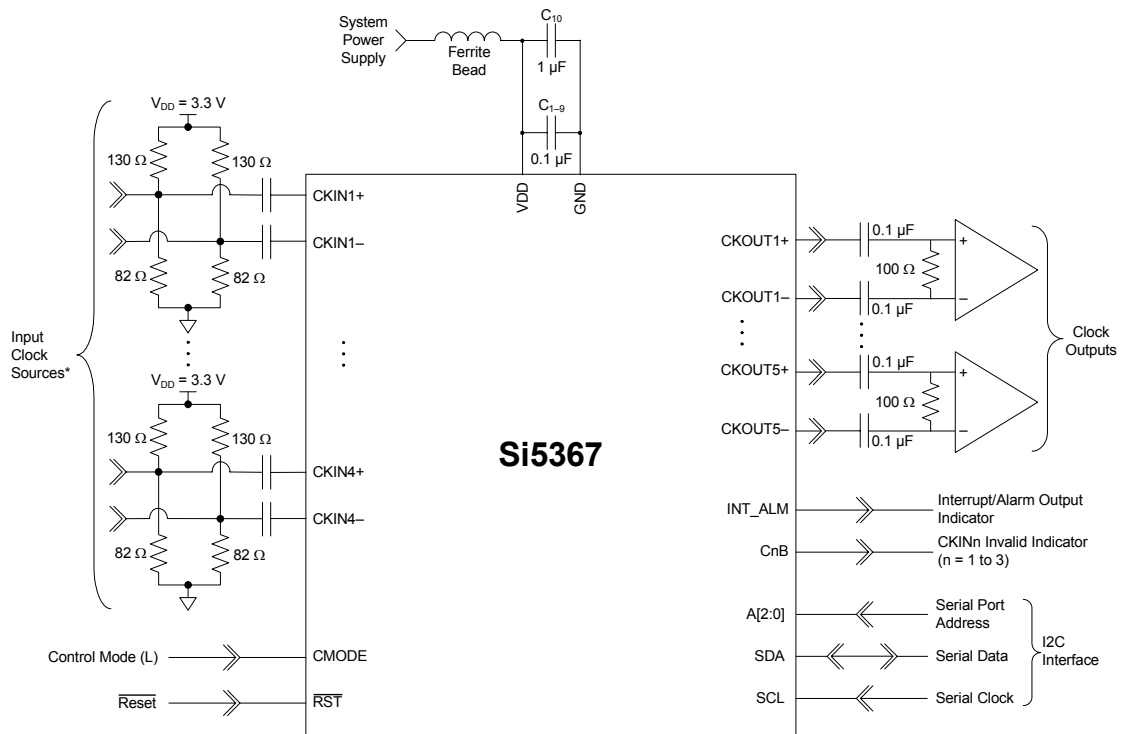 System
Power
Supply
Ferrite
Bead
C10
1 µF
C1–9
0.1 µF
VDD = 3.3 V
130 Ω
130 Ω
82 Ω
82 Ω
VDD = 3.3 V
130 Ω
130 Ω
82 Ω
82 Ω
Input
Clock
Sources*
Control Mode (L)
Reset
VDD
GND
CKIN1+
CKIN1–
CKIN4+
CKIN4–
CMODE
RST
Si5367
CKOUT1+
CKOUT1–
CKOUT5+
CKOUT5–
INT_ALM
CnB
A[2:0]
SDA
SCL
0.1 µF
100 Ω
0.1 µF
0.1 µF
100 Ω
0.1 µF
+
–
+
–
Clock
Outputs
Interrupt/Alarm Output
Indicator
CKINn Invalid Indicator
(n = 1 to 3)
Serial Port
Address
Serial Data
Serial Clock
I2C
Interface